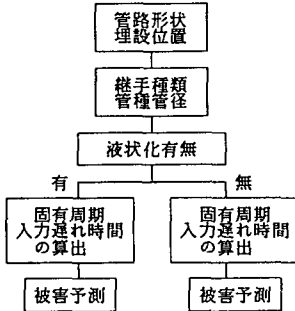 管路形状
埋設位置
継手種類
管種管径
液状化有無
有
無
固有周期
入力遅れ時間
の算出
固有周期
入力遅れ時間
の算出
被害予測
被害予測